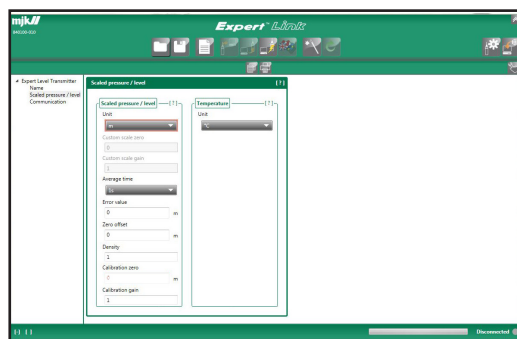 mjk
Expert Link
Expert Level Transmitter
Name
Scaled pressure / level
Communication
Scaled pressure / level [?]
Scaled pressure / level [?]
Unit
m
Custom scale zero
0
Custom scale gain
1
Average time
Error value
0 m
Zero offset
0 m
Density
1
Calibration zero
0 m
Calibration gain
1
Temperature [?]
Unit
°C
Disconnected